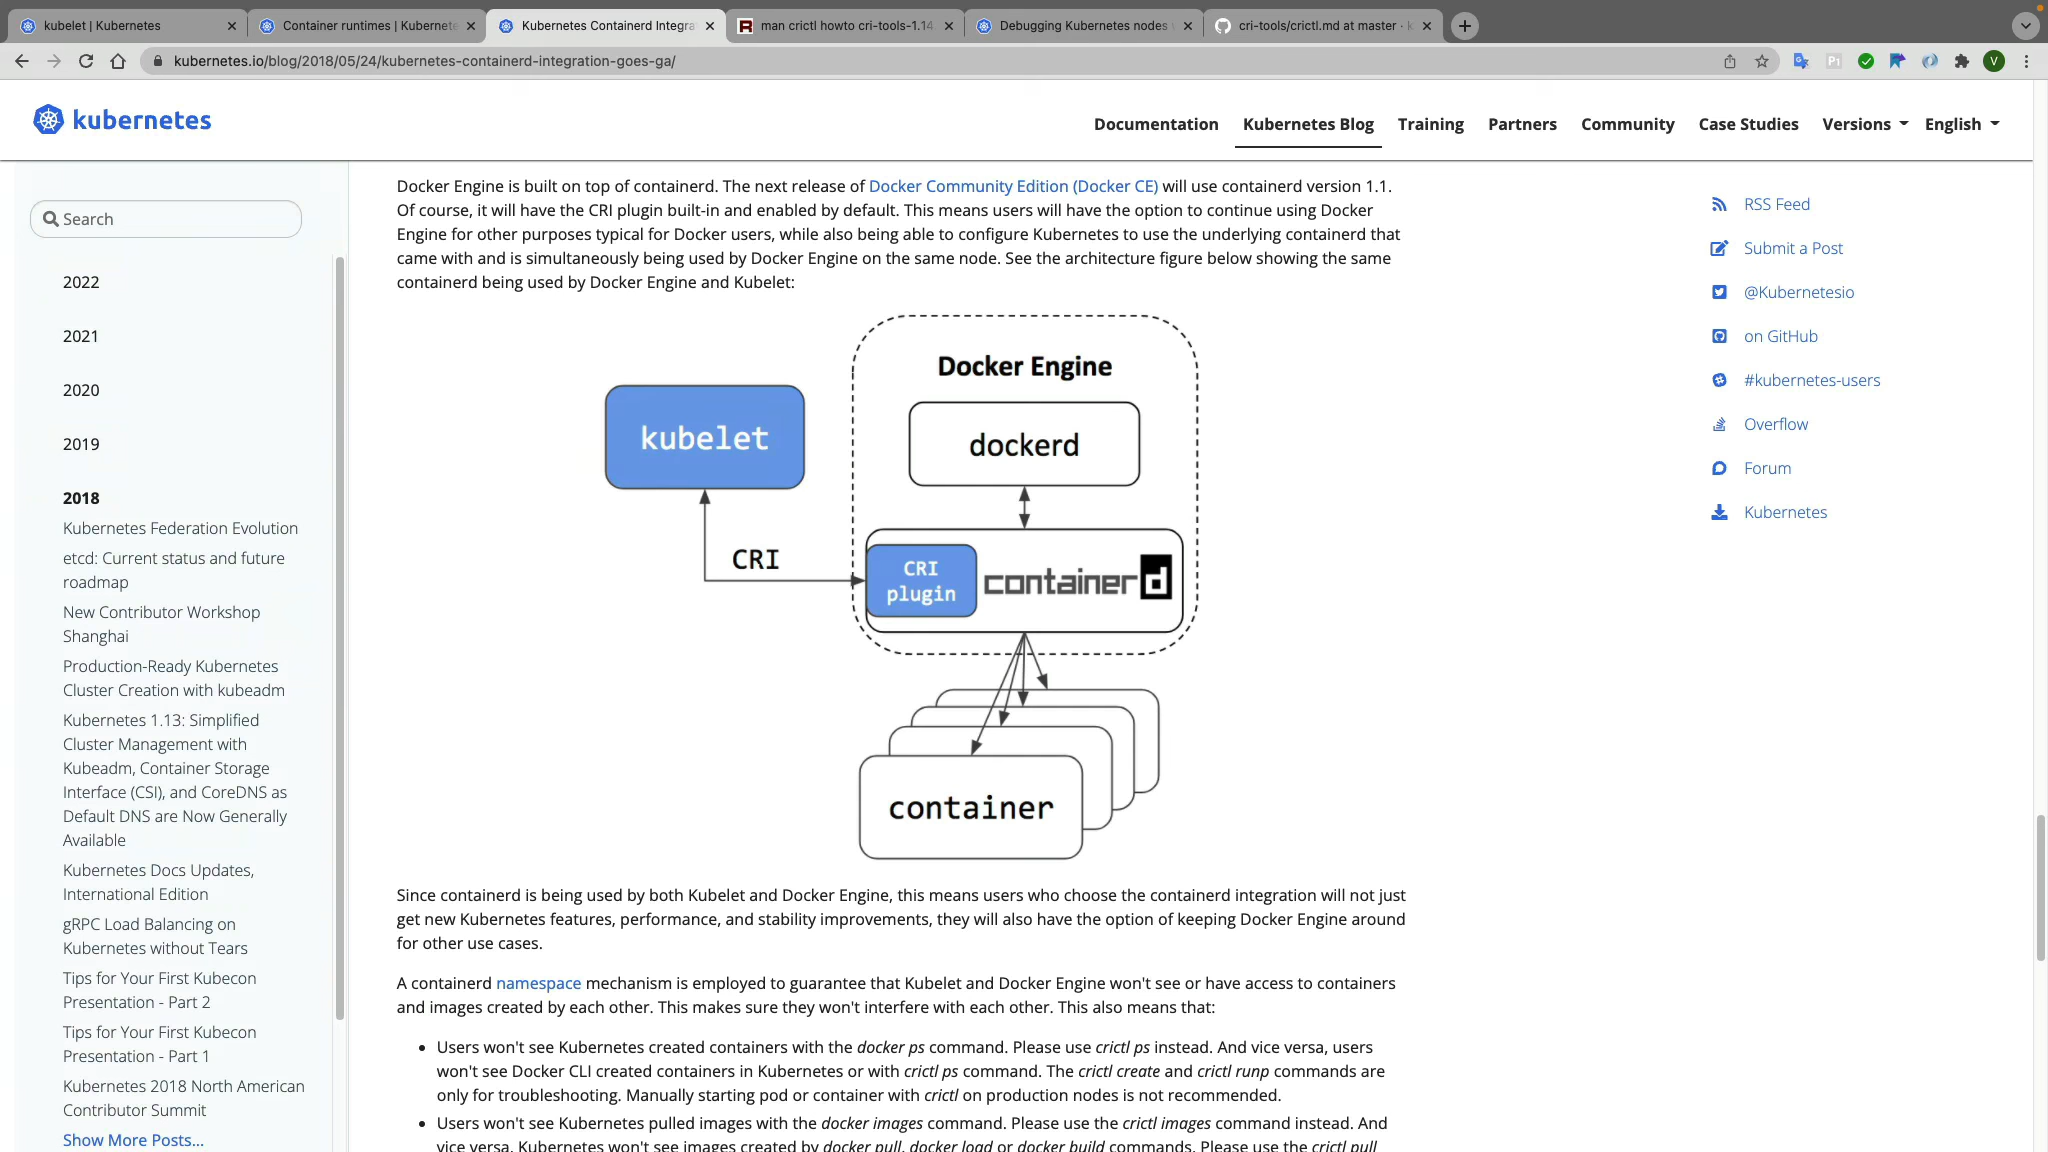 kubelet | Kubernetes
Container runtimes | Kubernete
Kubernetes Containerd Integra
man crictl howto cri-tools-1.14
Debugging Kubernetes nodes
cri-tools/crictl.md at master · k
kubernetes.io/blog/2018/05/24/kubernetes-containerd-integration-goes-ga/
V
kubernetes
Documentation
Kubernetes Blog
Training
Partners
Community
Case Studies
Versions
English
Search
2022
2021
2020
2019
2018
Kubernetes Federation Evolution
etcd: Current status and future
roadmap
New Contributor Workshop
Shanghai
Production-Ready Kubernetes
Cluster Creation with kubeadm
Kubernetes 1.13: Simplified
Cluster Management with
Kubeadm, Container Storage
Interface (CSI), and CoreDNS as
Default DNS are Now Generally
Available
Kubernetes Docs Updates,
International Edition
gRPC Load Balancing on
Kubernetes without Tears
Tips for Your First Kubecon
Presentation - Part 2
Tips for Your First Kubecon
Presentation - Part 1
Kubernetes 2018 North American
Contributor Summit
Show More Posts...
Docker Engine is built on top of containerd. The next release of Docker Community Edition (Docker CE) will use containerd version 1.1.
Of course, it will have the CRI plugin built-in and enabled by default. This means users will have the option to continue using Docker
Engine for other purposes typical for Docker users, while also being able to configure Kubernetes to use the underlying containerd that
came with and is simultaneously being used by Docker Engine on the same node. See the architecture figure below showing the same
containerd being used by Docker Engine and Kubelet:
Docker Engine
kubelet
dockerd
CRI
CRI
plugin
containerd
container
Since containerd is being used by both Kubelet and Docker Engine, this means users who choose the containerd integration will not just
get new Kubernetes features, performance, and stability improvements, they will also have the option of keeping Docker Engine around
for other use cases.
A containerd namespace mechanism is employed to guarantee that Kubelet and Docker Engine won't see or have access to containers
and images created by each other. This makes sure they won't interfere with each other. This also means that:
• Users won't see Kubernetes created containers with the docker ps command. Please use crictl ps instead. And vice versa, users
won't see Docker CLI created containers in Kubernetes or with crictl ps command. The crictl create and crictl runp commands are
only for troubleshooting. Manually starting pod or container with crictl on production nodes is not recommended.
• Users won't see Kubernetes pulled images with the docker images command. Please use the crictl images command instead. And
vice versa, Kubernetes won't see images created by docker pull, docker load or docker build commands. Please use the crictl pull
RSS Feed
Submit a Post
@Kubernetesio
on GitHub
#kubernetes-users
Overflow
Forum
Kubernetes